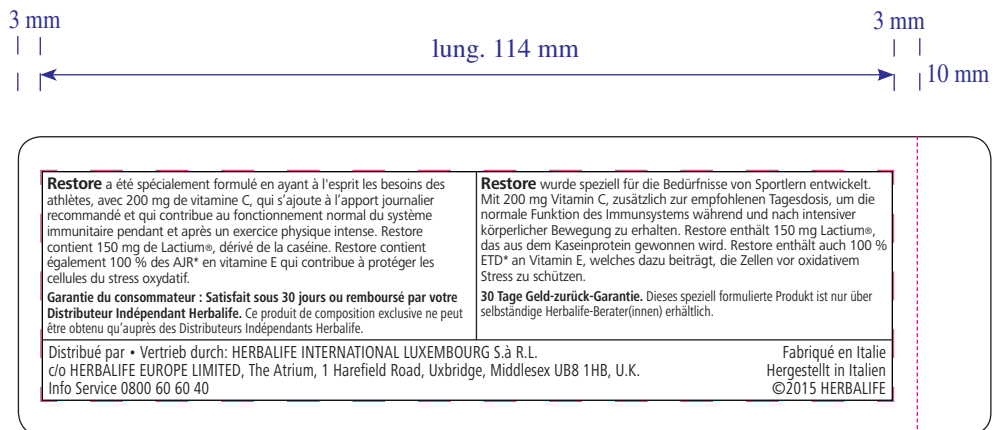 3 mm
3 mm
lung. 114 mm
10 mm
Restore a été spécialement formulé en ayant à l'esprit les besoins des
athlètes, avec 200 mg de vitamine C, qui s'ajoute à l'apport journalier
recommandé et qui contribue au fonctionnement normal du système
immunitaire pendant et après un exercice physique intense. Restore
contient 150 mg de Lactium®, dérivé de la caséine. Restore contient
également 100 % des AJR* en vitamine E qui contribue à protéger les
cellules du stress oxydatif.
Garantie du consommateur : Satisfait sous 30 jours ou remboursé par votre
Distributeur Indépendant Herbalife. Ce produit de composition exclusive ne peut
être obtenu qu'auprès des Distributeurs Indépendants Herbalife.
Restore wurde speziell für die Bedürfnisse von Sportlern entwickelt.
Mit 200 mg Vitamin C, zusätzlich zur empfohlenen Tagesdosis, um die
normale Funktion des Immunsystems während und nach intensiver
körperlicher Bewegung zu erhalten. Restore enthält 150 mg Lactium®,
das aus dem Kaseinprotein gewonnen wird. Restore enthält auch 100 %
ETD* an Vitamin E, welches dazu beiträgt, die Zellen vor oxidativem
Stress zu schützen.
30 Tage Geld-zurück-Garantie. Dieses speziell formulierte Produkt ist nur über
selbständige Herbalife-Berater(innen) erhältlich.
Distribué par • Vertrieb durch: HERBALIFE INTERNATIONAL LUXEMBOURG S.à R.L.
c/o HERBALIFE EUROPE LIMITED, The Atrium, 1 Harefield Road, Uxbridge, Middlesex UB8 1HB, U.K.
Info Service 0800 60 60 40
Fabriqué en Italie
Hergestellt in Italien
©2015 HERBALIFE